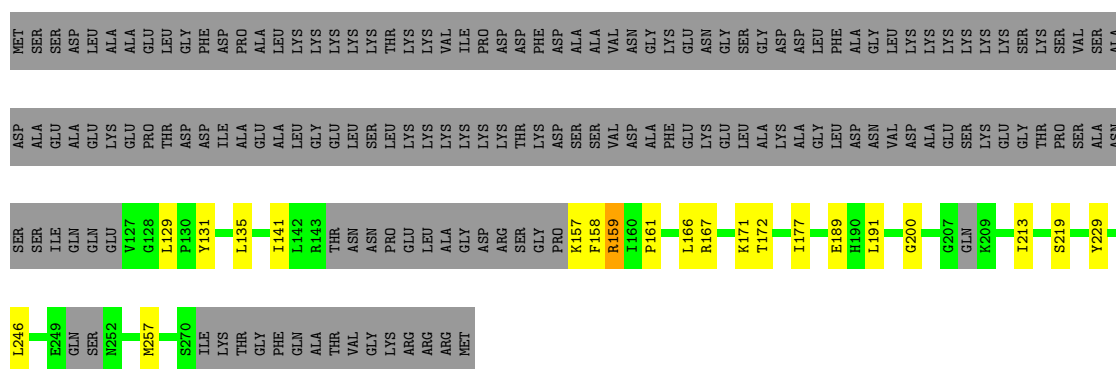 MET SER SER ASP LEU ALA ALA GLU LEU GLY PHE ASP PRO ALA LEU LYS LYS LYS LYS LYS THR LYS LYS VAL ILE PRO ASP ASP PHE ASP ALA ALA VAL ASN GLY LYS GLU ASN GLY SER GLY ASP ASP LEU PHE ALA GLY LEU LYS LYS LYS LYS LYS LYS SER LYS SER VAL SER ALA
ASP ALA GLU ALA GLU LYS GLU PRO THR ASP ASP ILE ALA GLU ALA LEU GLY GLU LEU SER LEU LYS LYS LYS LYS LYS LYS THR LYS ASP SER SER VAL ASP ALA PHE GLU LYS GLU LEU ALA LYS ALA GLY LEU ASP ASN VAL ASP ALA GLU SER LYS GLU GLY THR PRO SER ALA ASN
SER SER ILE GLN GLN GLU V127 G128 L129 P130 Y131 L135 I141 L142 R143 THR ASN ASN PRO GLU LEU ALA GLY ASP ARG SER GLY PRO K157 F158 R159 I160 P161 L166 R167 K171 T172 I177 E189 H190 L191 G200 G207 GLN K209 I213 S219 Y229
L246 E249 GLN SER N252 M257 S270 ILE LYS THR GLY PHE GLN ALA THR VAL GLY LYS ARG ARG ARG MET